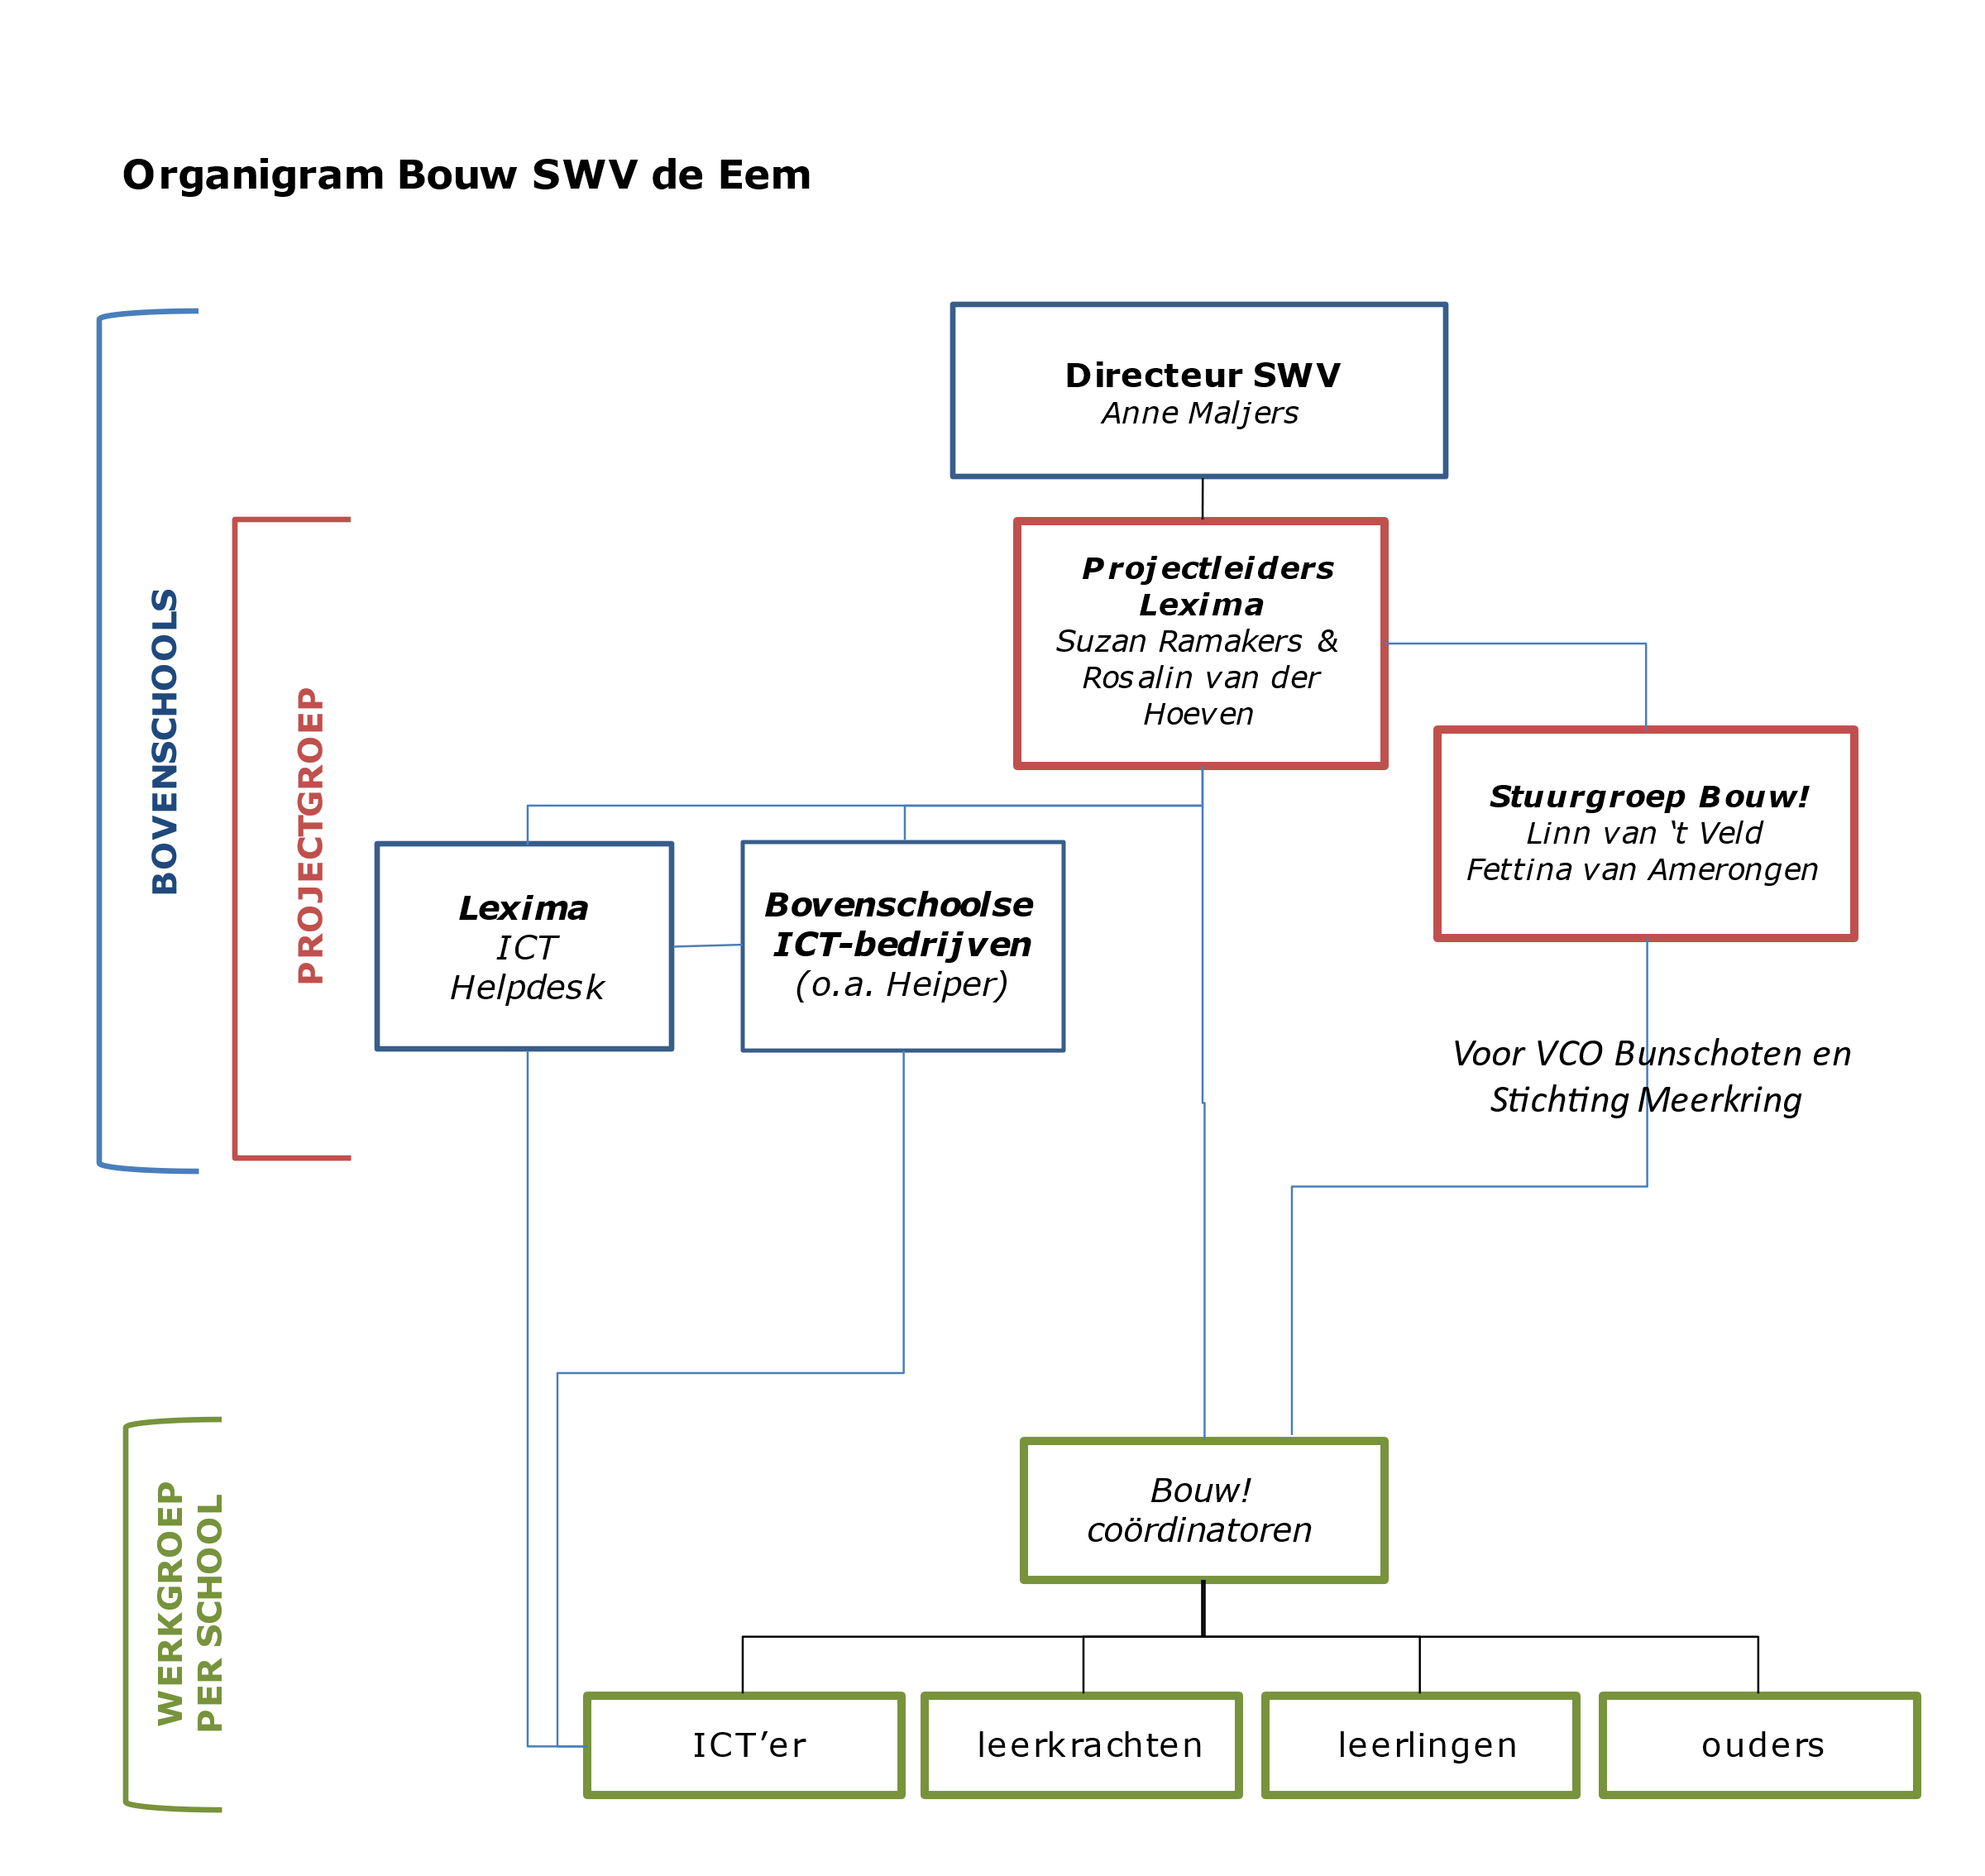 Organigram Bouw SWV de Eem
Directeur SWV
Anne Maljers
BOVENSCHOOLS
PROJECTGROEP
Projectleiders
Lexima
Suzan Ramakers &
Rosalin van der
Hoeven
Stuurgroep Bouw!
Linn van ‘t Veld
Fettina van Amerongen
Lexima
ICT
Helpdesk
Bovenschoolse
ICT-bedrijven
(o.a. Heiper)
Voor VCO Bunschoten en
Stichting Meerkring
WERKGROEP
PER SCHOOL
Bouw!
coördinatoren
ICT’er
leerkrachten
leerlingen
ouders